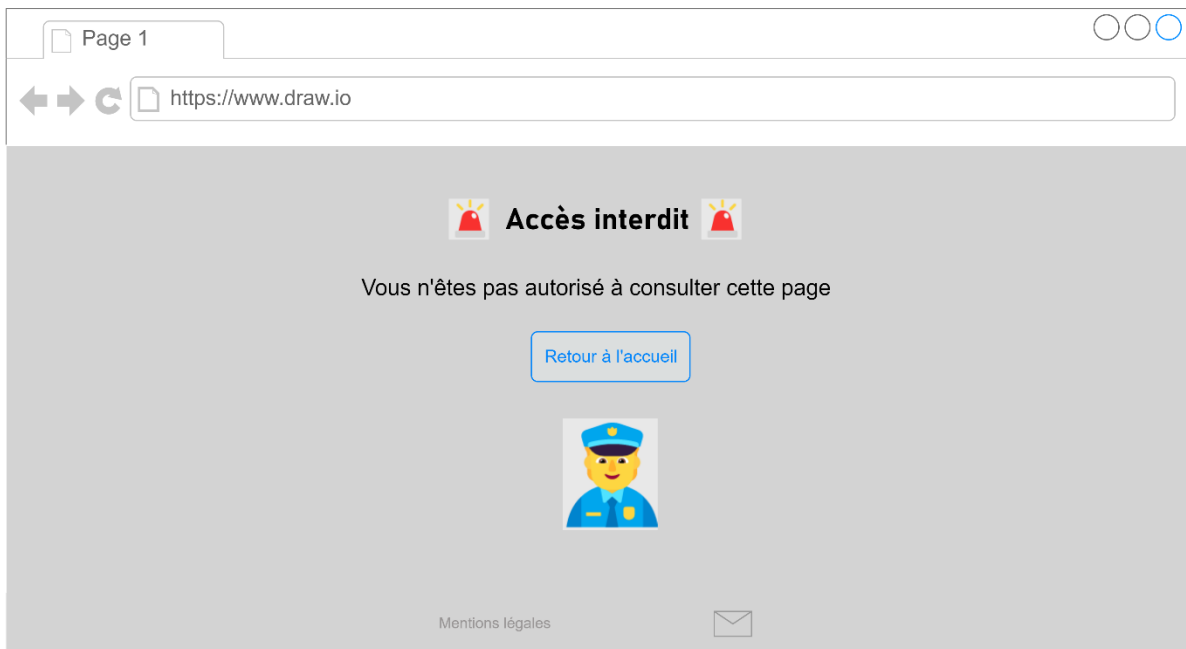 Page 1
https://www.draw.io
Accès interdit
Vous n'êtes pas autorisé à consulter cette page
Retour à l'accueil
Mentions légales